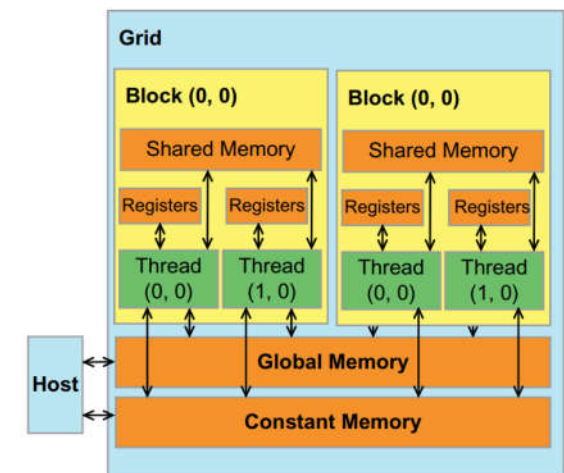 Grid
Block (0, 0)
Shared Memory
Registers
Registers
Thread
(0, 0)
Thread
(1, 0)
Block (0, 0)
Shared Memory
Registers
Registers
Thread
(0, 0)
Thread
(1, 0)
Host
Global Memory
Constant Memory